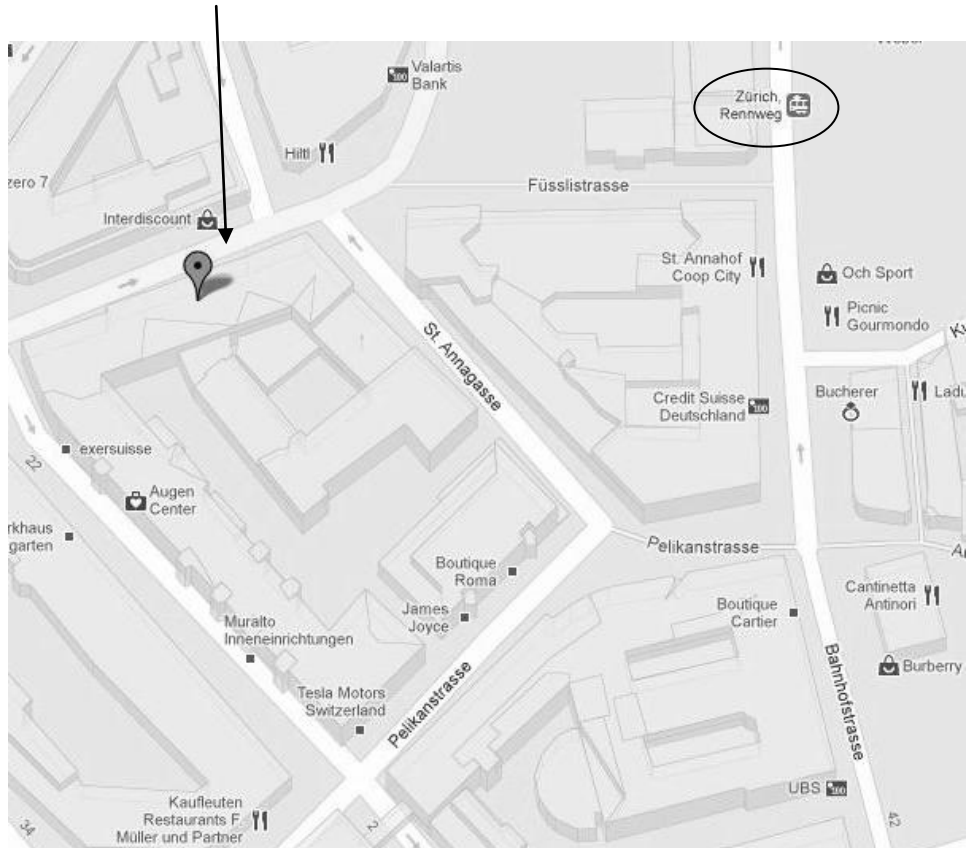 Valartis
Bank
Zürich,
Rennweg
Hiltl
zero 7
Füsslistrasse
Interdiscount
St. Annahof
Coop City
Och Sport
Picnic
Gourmondo
St. Annagasse
Credit Suisse
Deutschland
Bucherer
exersuisse
22
Augen
Center
garten
Pelikanstrasse
Boutique
Roma
James
Joyce
Cantinetta
Antinori
Boutique
Cartier
Muralto
Inneneinrichtungen
Burberry
Bahnhofstrasse
Tesla Motors
Switzerland
Pelikanstrasse
UBS
Kaufleuten
Restaurants F.
Müller und Partner
34
2
42